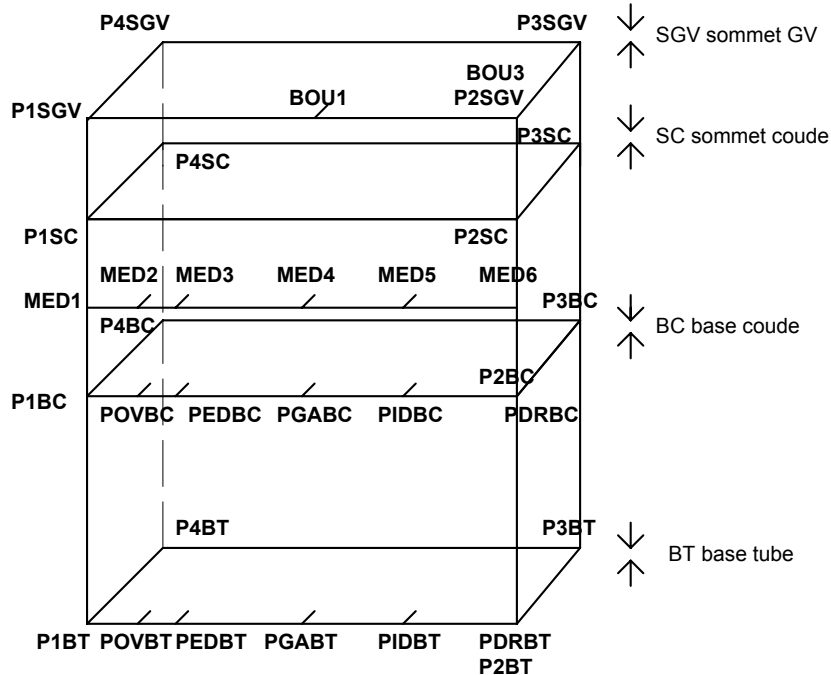 P4SGV P3SGV
SGV sommet GV
BOU3
P1SGV BOU1 P2SGV
P3SC SC sommet coude
P4SC
P1SC P2SC
MED2 MED3 MED4 MED5 MED6
MED1 P3BC
P4BC BC base coude
P2BC
P1BC
POVBC PEDBC PGABC PIDBC PDRBC
P4BT P3BT
BT base tube
P1BT POVBT PEDBT PGABT PIDBT PDRBT
P2BT